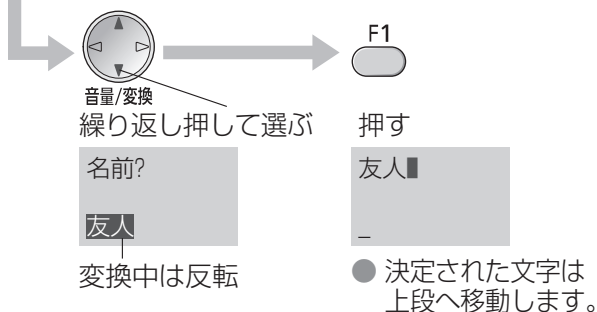 音量/変換
繰り返し押して選ぶ
名前?
友人
変換中は反転
F1
押す
友人
_
● 決定された文字は
上段へ移動します。